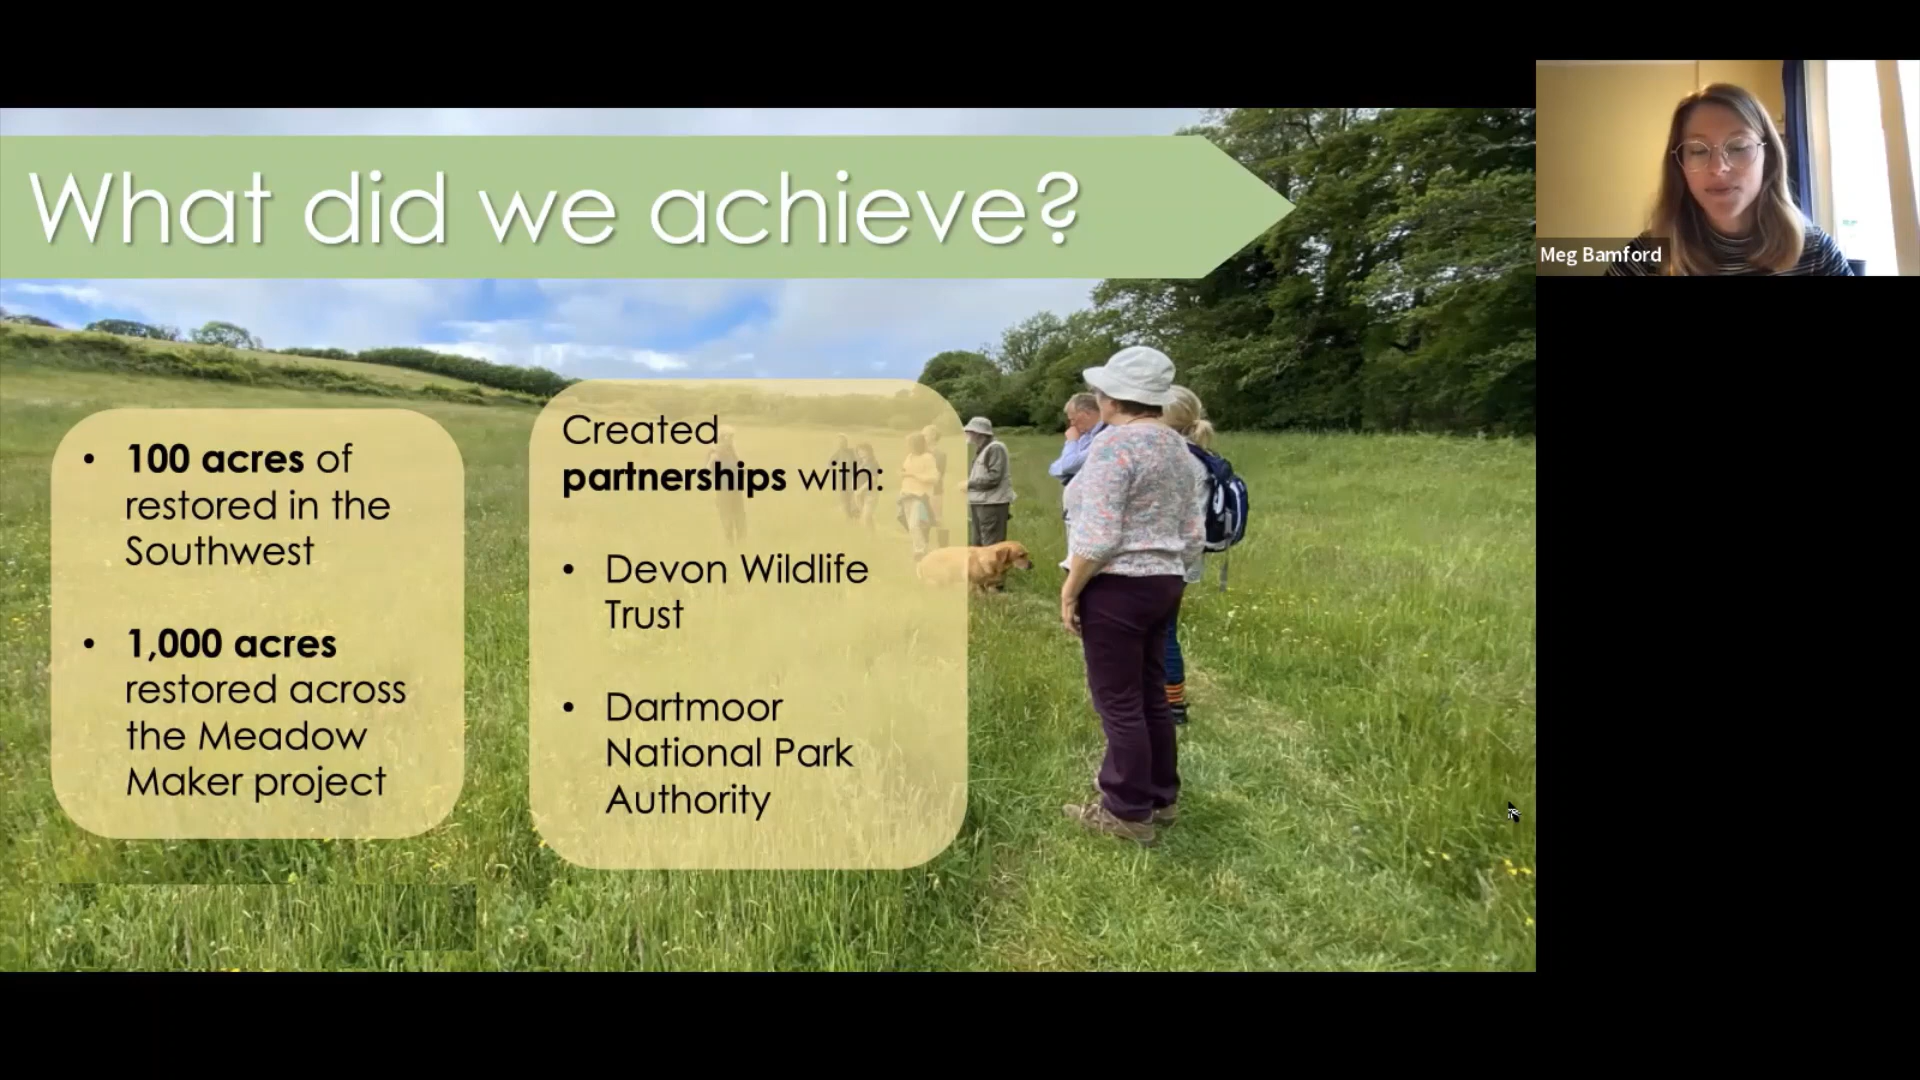 What did we achieve?
• 100 acres of
restored in the
Southwest
• 1,000 acres
restored across
the Meadow
Maker project
Created
partnerships with:
• Devon Wildlife
Trust
• Dartmoor
National Park
Authority
Meg Bamford